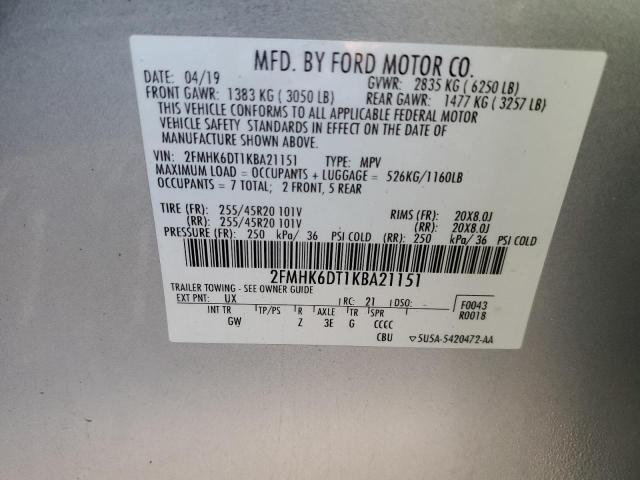 MFD. BY FORD MOTOR CO.
DATE: 04/19 GVWR: 2835 KG ( 6250 LB)
FRONT GAWR: 1383 KG ( 3050 LB) REAR GAWR: 1477 KG ( 3257 LB)
THIS VEHICLE CONFORMS TO ALL APPLICABLE FEDERAL MOTOR
VEHICLE SAFETY STANDARDS IN EFFECT ON THE DATE OF
MANUFACTURE SHOWN ABOVE.
VIN: 2FMHK6DT1KBA21151 TYPE: MPV
MAXIMUM LOAD = OCCUPANTS + LUGGAGE = 526KG/1160LB
OCCUPANTS = 7 TOTAL; 2 FRONT, 5 REAR
TIRE (FR): 255/45R20 101V RIMS (FR): 20X8.0J
(RR): 255/45R20 101V (RR): 20X8.0J
PRESSURE (FR): 250 kPa/ 36 PSI COLD (RR) 250 kPa/ 36 PSI COLD
2FMHK6DT1KBA21151
TRAILER TOWING - SEE OWNER GUIDE
EXT PNT: UX RC: 21 DSO: F0043
INT TR TP/PS R AXLE TR SPR R0018
GW Z 3E G CCCC
CBU ▽5U5A-5420472-AA